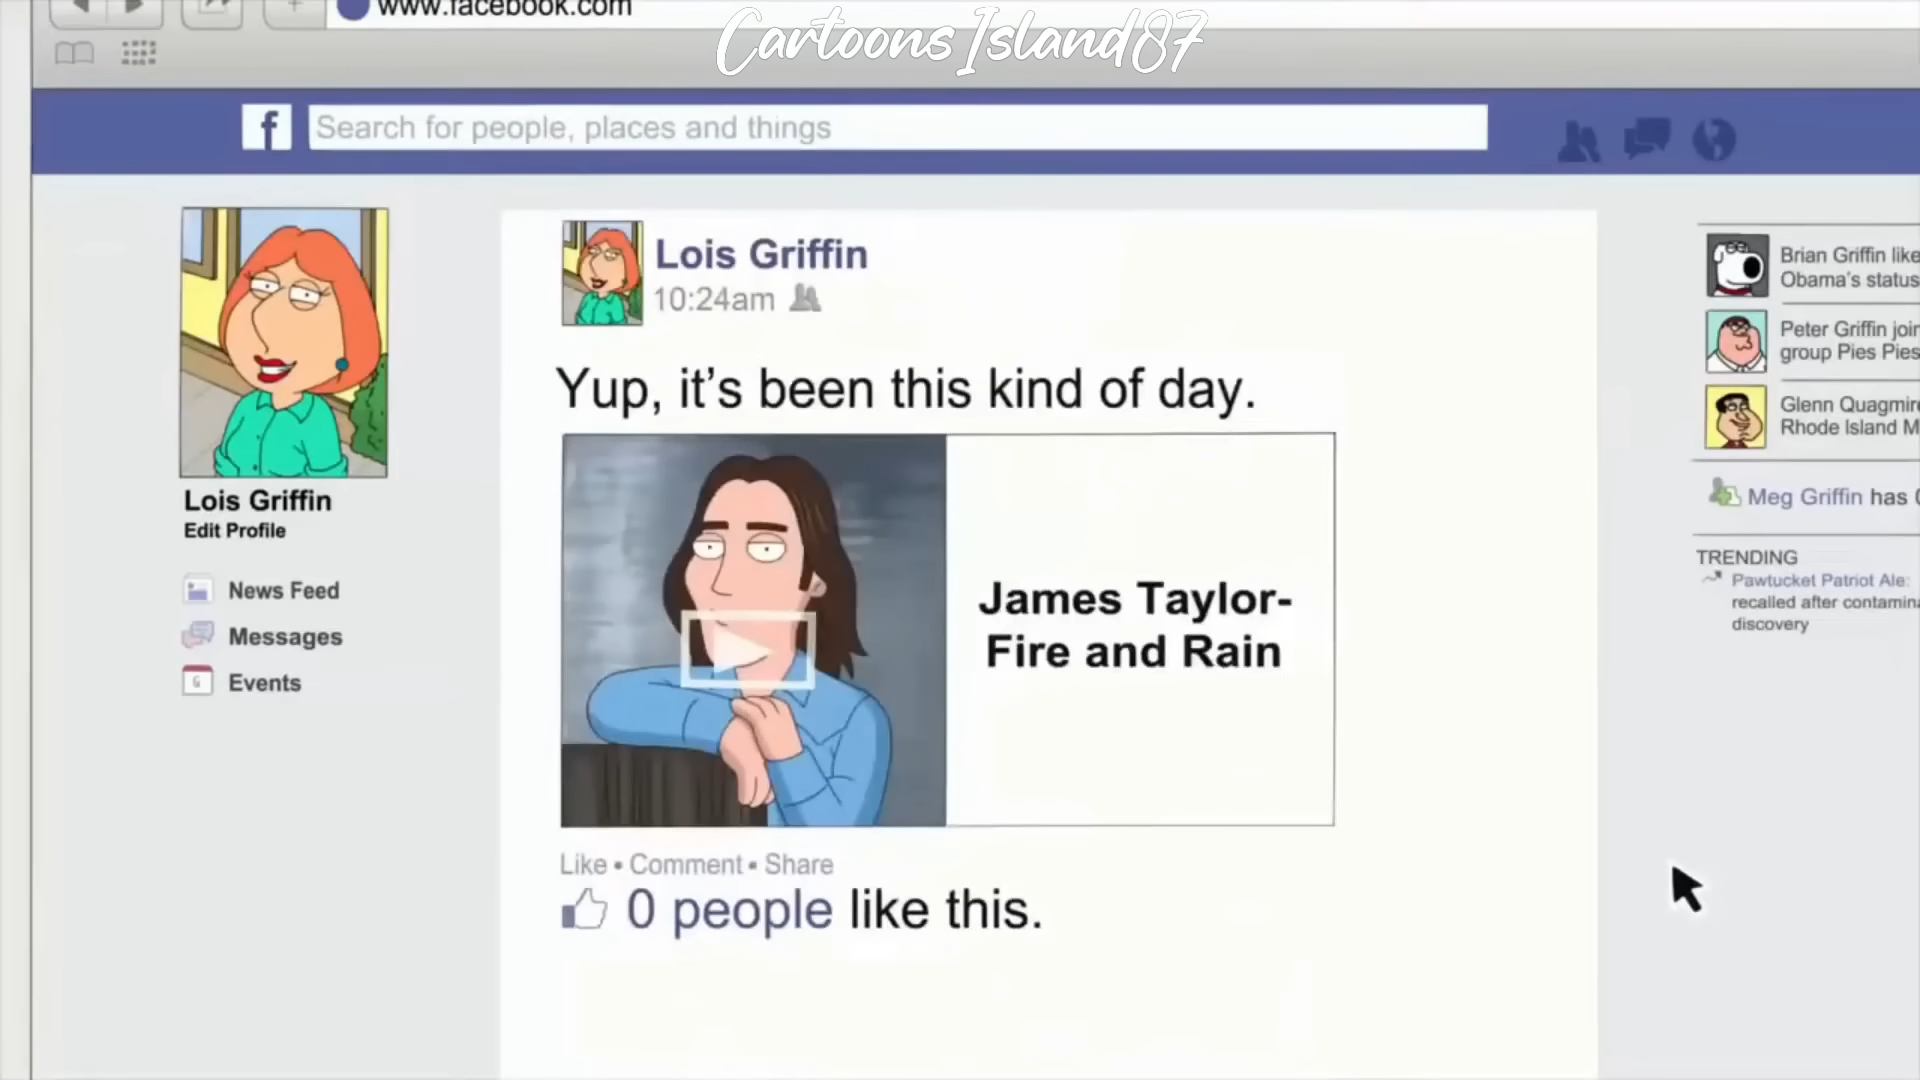 www.facebook.com
Cartoons Island87
f
Search for people, places and things
Lois Griffin
Edit Profile
News Feed
Messages
6
Events
Lois Griffin
10:24am
Yup, it's been this kind of day.
James Taylor-
Fire and Rain
Like • Comment • Share
0 people like this.
Brian Griffin like
Obama's status
Peter Griffin join
group Pies Pies
Glenn Quagmire
Rhode Island M
Meg Griffin has 0
TRENDING
Pawtucket Patriot Ale:
recalled after contamina
discovery